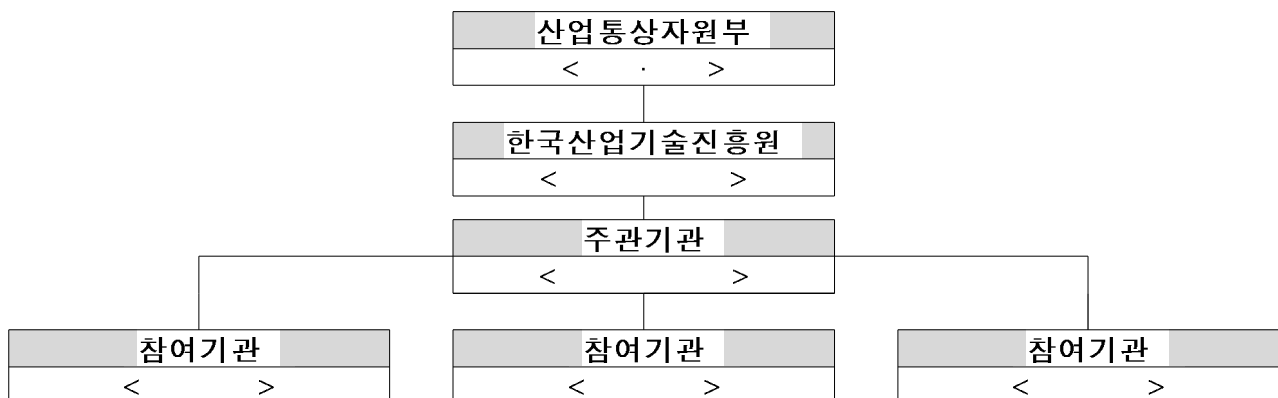 산업통상자원부
< · >
한국산업기술진흥원
< >
주관기관
< >
참여기관 참여기관 참여기관
< > < > < >